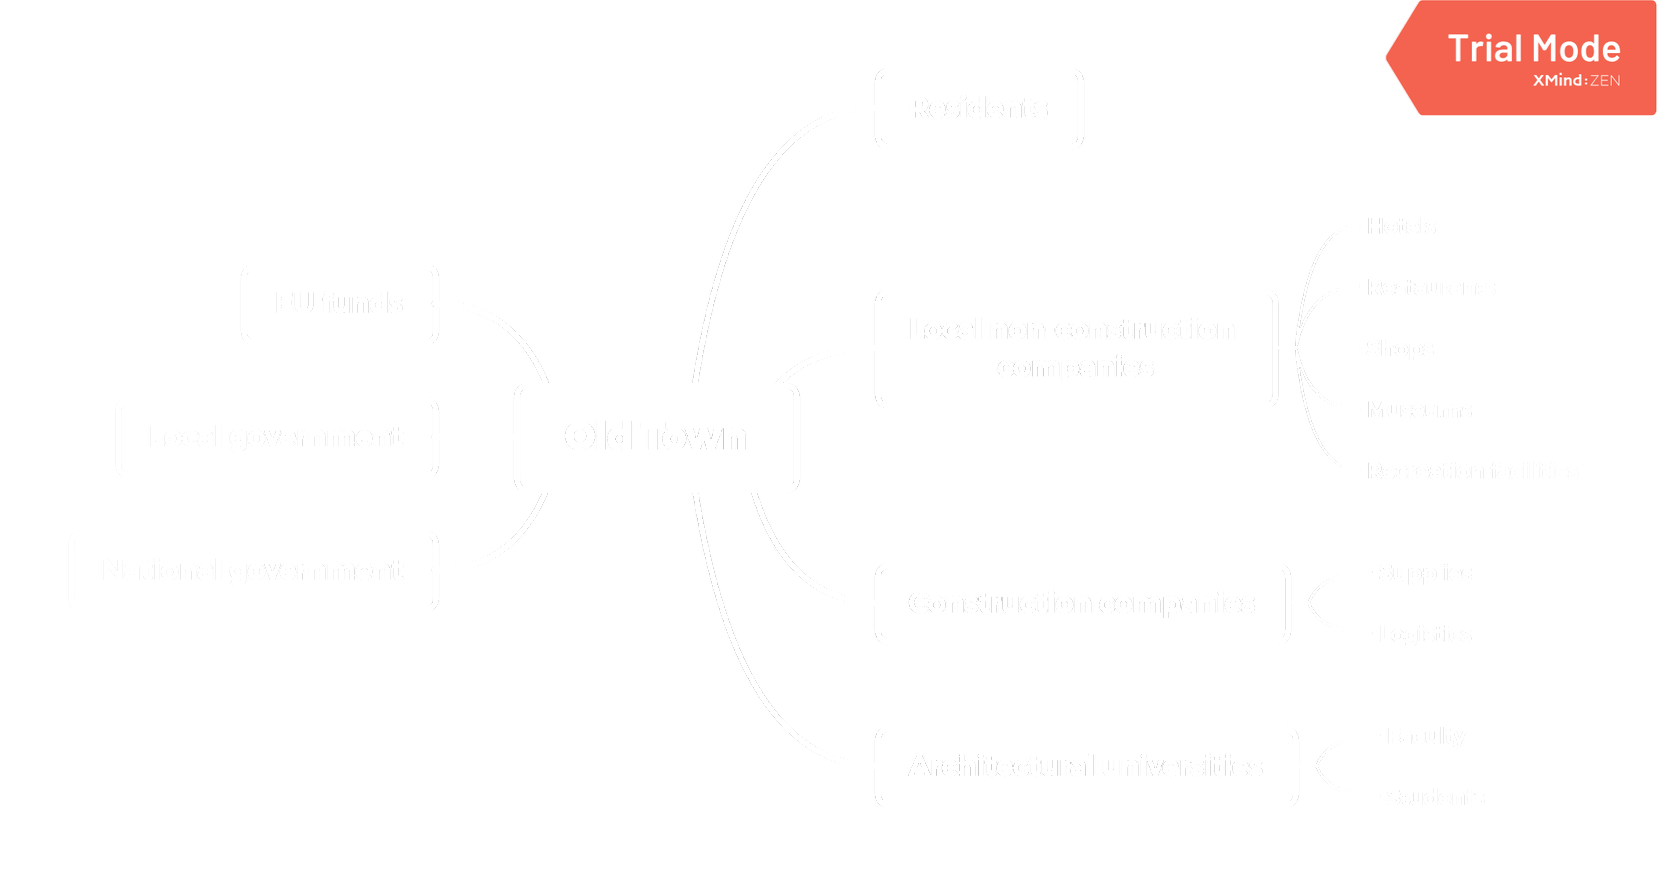 Trial Mode
XMind:ZEN
Residents
Hotels
Restaurants
EU funds
Local non-construction
companies
Shops
Museums
Local government
Old Town
National government
Construction companies
Supplies
Logistics
Architectural universities
Faculty
Students